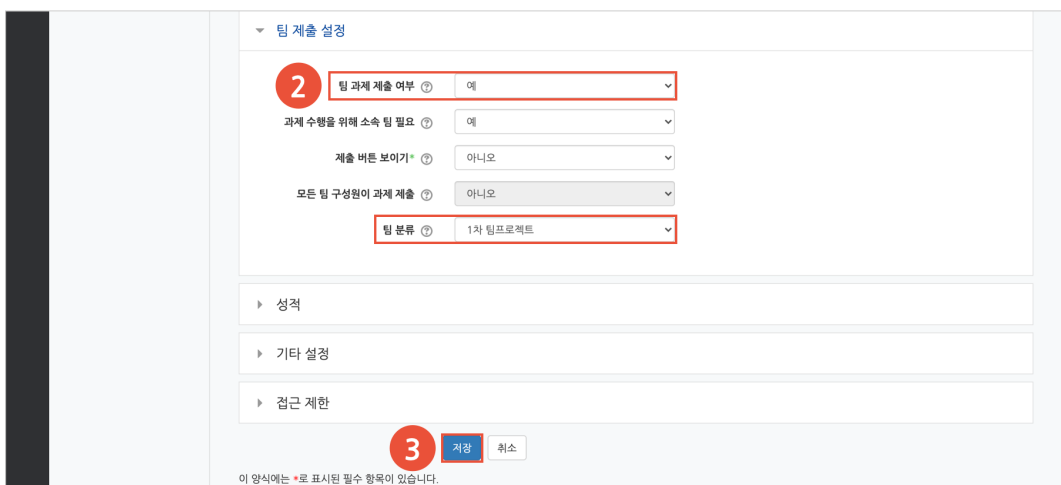 팀 제출 설정
2 팀 과제 제출 여부 ? 예
과제 수행을 위해 소속 팀 필요 ? 예
제출 버튼 보이기* ? 아니오
모든 팀 구성원이 과제 제출 ? 아니오
팀 분류 ? 1차 팀프로젝트
성적
기타 설정
접근 제한
3 저장 취소
이 양식에는 *로 표시된 필수 항목이 있습니다.